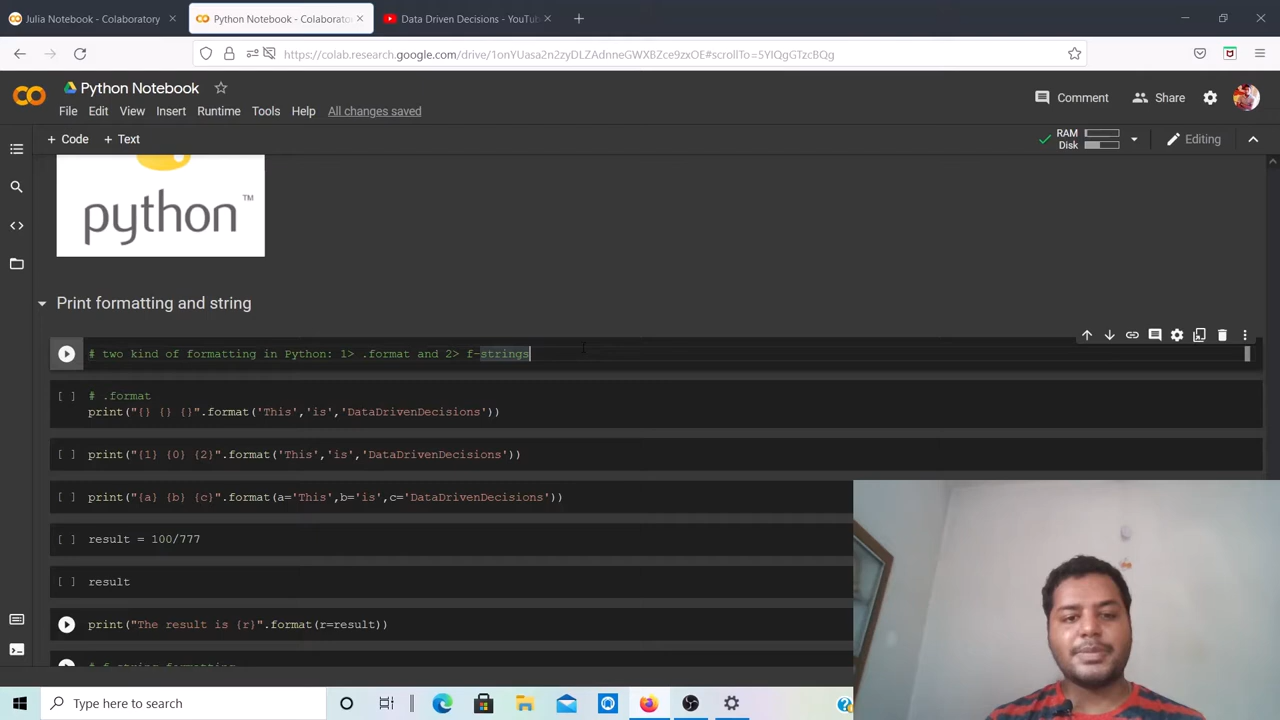 Julia Notebook - Colaboratory
Python Notebook - Colaborato
Data Driven Decisions - YouTub
https://colab.research.google.com/drive/1onYUasa2n2zyDLZAdnneGWXBZce9zxOE#scrollTo=5YIQgGTzcBQg
Python Notebook
File Edit View Insert Runtime Tools Help All changes saved
Comment Share
+ Code + Text
RAM
Disk
Editing
python™
Print formatting and string
# two kind of formatting in Python: 1> .format and 2> f-strings
[ ] # .format
print("{} {} {}".format('This','is','DataDrivenDecisions'))
[ ] print("{1} {0} {2}".format('This','is','DataDrivenDecisions'))
[ ] print("{a} {b} {c}".format(a='This',b='is',c='DataDrivenDecisions'))
[ ] result = 100/777
[ ] result
print("The result is {r}".format(r=result))
Type here to search